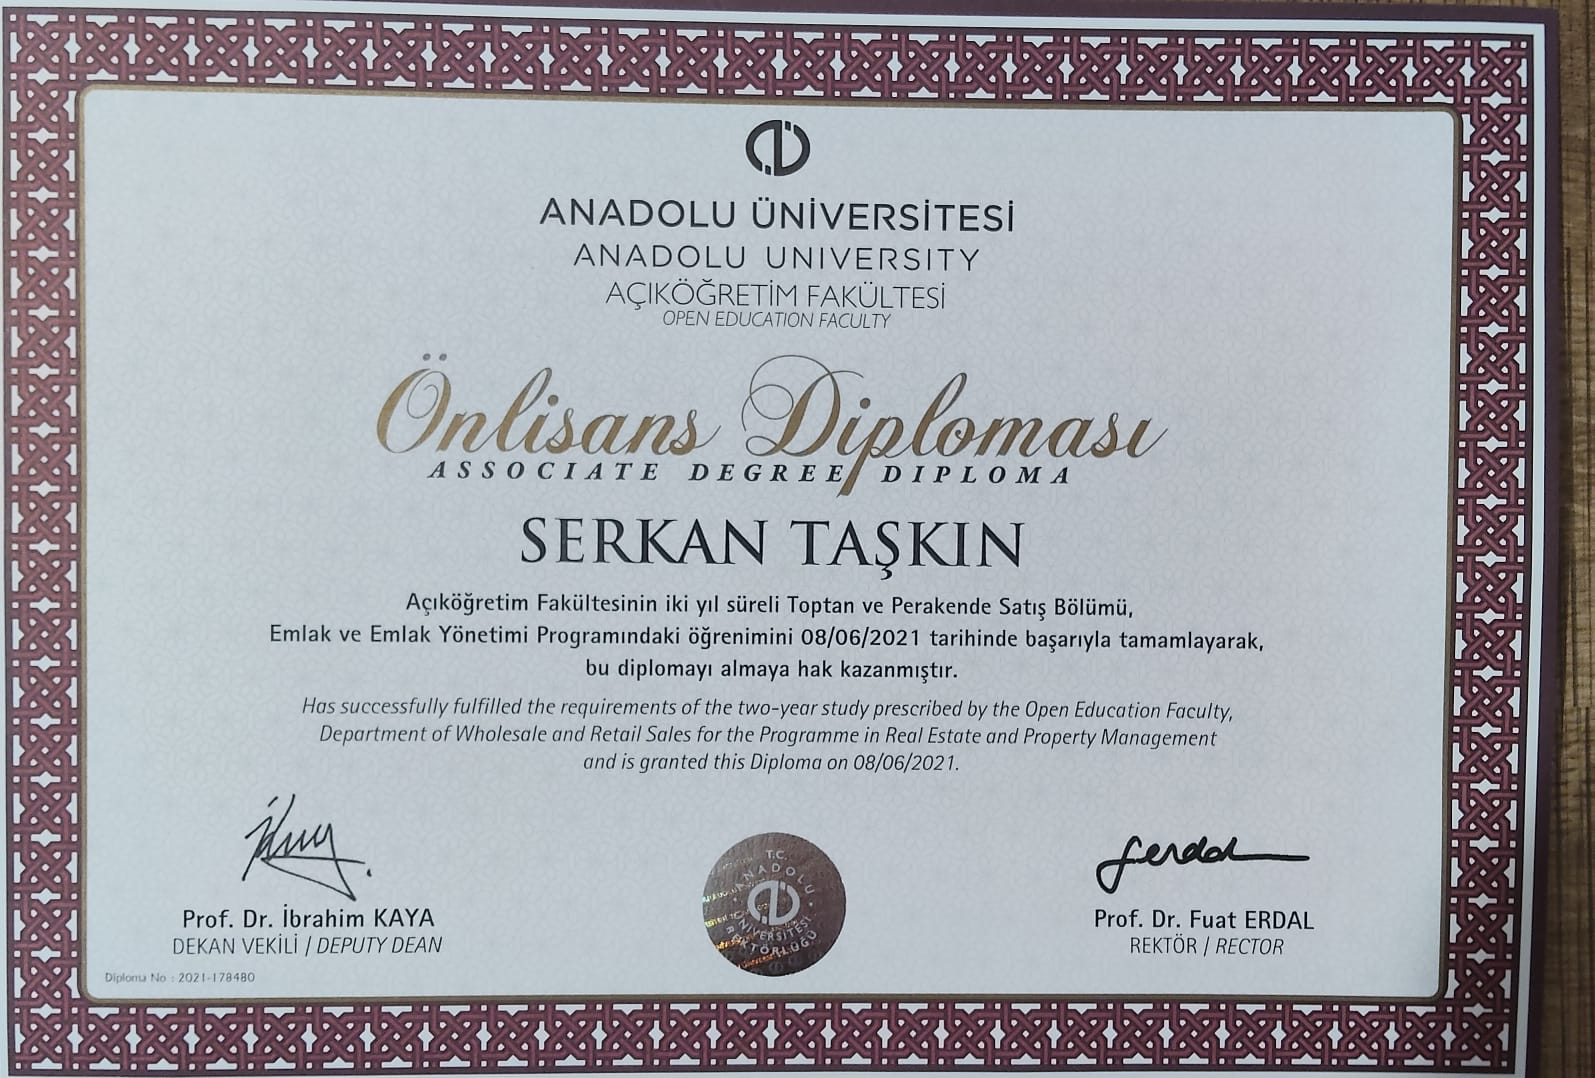 ANADOLU ÜNİVERSİTESİ
ANADOLU UNIVERSITY
AÇIKÖĞRETİM FAKÜLTESİ
OPEN EDUCATION FACULTY
Önlisans Diploması
ASSOCIATE DEGREE DIPLOMA
SERKAN TAŞKIN
Açıköğretim Fakültesinin iki yıl süreli Toptan ve Perakende Satış Bölümü,
Emlak ve Emlak Yönetimi Programındaki öğrenimini 08/06/2021 tarihinde başarıyla tamamlayarak,
bu diplomayı almaya hak kazanmıştır.
Has successfully fulfilled the requirements of the two-year study prescribed by the Open Education Faculty,
Department of Wholesale and Retail Sales for the Programme in Real Estate and Property Management
and is granted this Diploma on 08/06/2021.
Prof. Dr. İbrahim KAYA
DEKAN VEKİLİ / DEPUTY DEAN
T.C.
ANADOLU
ÜNİVERSİTESİ
REKTÖRLÜĞÜ
Prof. Dr. Fuat ERDAL
REKTÖR / RECTOR
Diploma No : 2021-178480